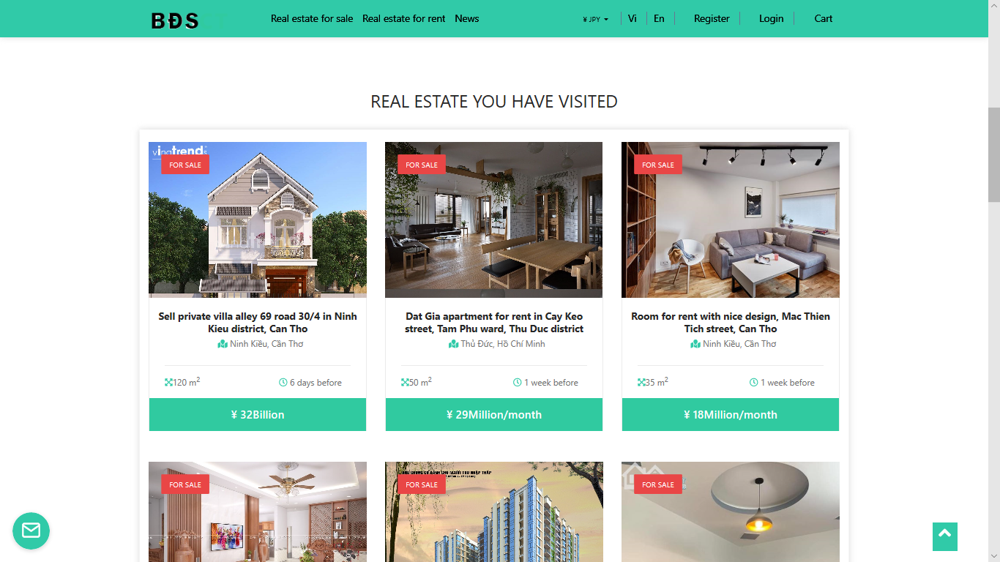 BĐS
Real estate for sale Real estate for rent News
¥ JPY Vi En Register Login Cart
REAL ESTATE YOU HAVE VISITED
vinatrends
FOR SALE
FOR SALE
FOR SALE
Sell private villa alley 69 road 30/4 in Ninh
Kieu district, Can Tho
Ninh Kiều, Cần Thơ
120 m²
6 days before
¥ 32Billion
Dat Gia apartment for rent in Cay Keo
street, Tam Phu ward, Thu Duc district
Thủ Đức, Hồ Chí Minh
50 m²
1 week before
¥ 29Million/month
Room for rent with nice design, Mac Thien
Tich street, Can Tho
Ninh Kiều, Cần Thơ
35 m²
1 week before
¥ 18Million/month
FOR SALE
FOR SALE
FOR SALE